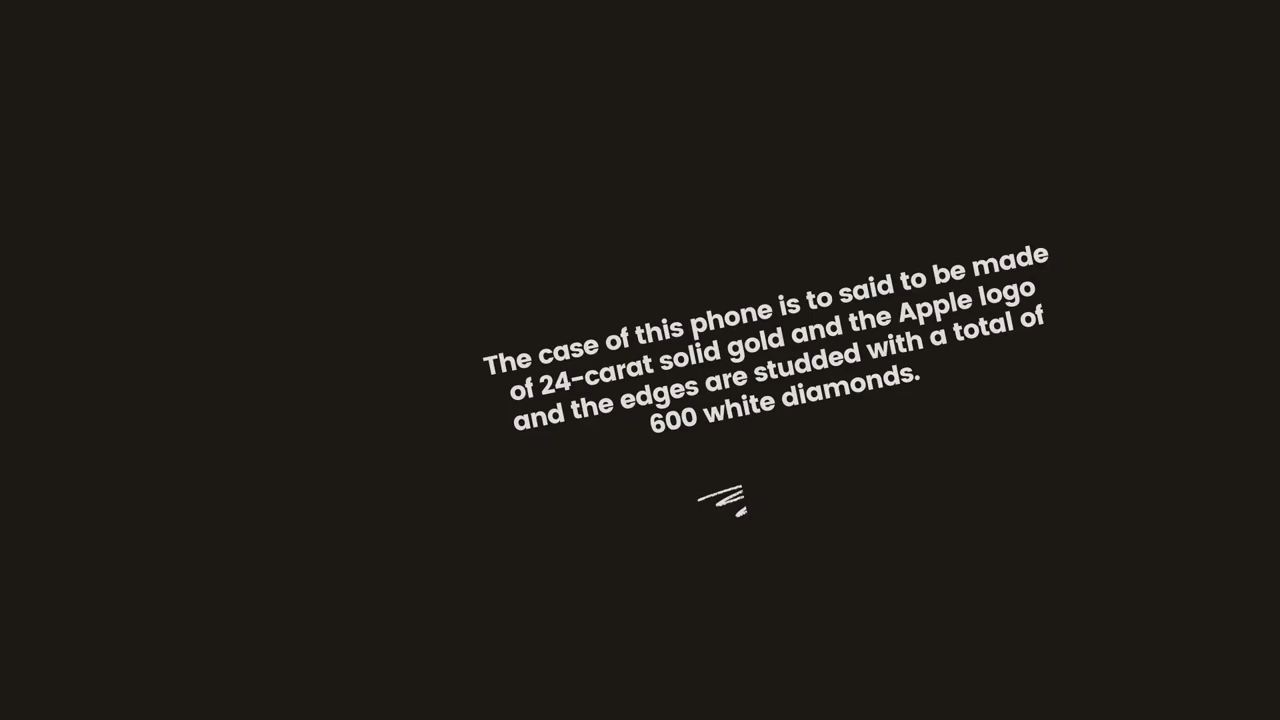 The case of this phone is to said to be made
of 24-carat solid gold and the Apple logo
and the edges are studded with a total of
600 white diamonds.